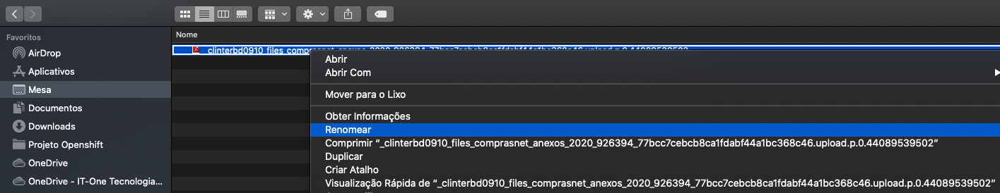 Nome
Favoritos
AirDrop
Aplicativos
Mesa
Documentos
Downloads
Projeto Openshift
OneDrive
OneDrive - IT-One Tecnologia...
_clinterbd0910_files_comprasnet_anexos_2020_926394_77bcc7cebcb8ca1fdabf44a1bc368c46.upload.p.0.44089539502
Abrir
Abrir Com
Mover para o Lixo
Obter Informações
Renomear
Comprimir “_clinterbd0910_files_comprasnet_anexos_2020_926394_77bcc7cebcb8ca1fdabf44a1bc368c46.upload.p.0.44089539502”
Duplicar
Criar Atalho
Visualização Rápida de “_clinterbd0910_files_comprasnet_anexos_2020_926394_77bcc7cebcb8ca1fdabf44a1bc368c46.upload.p.0.44089539502”